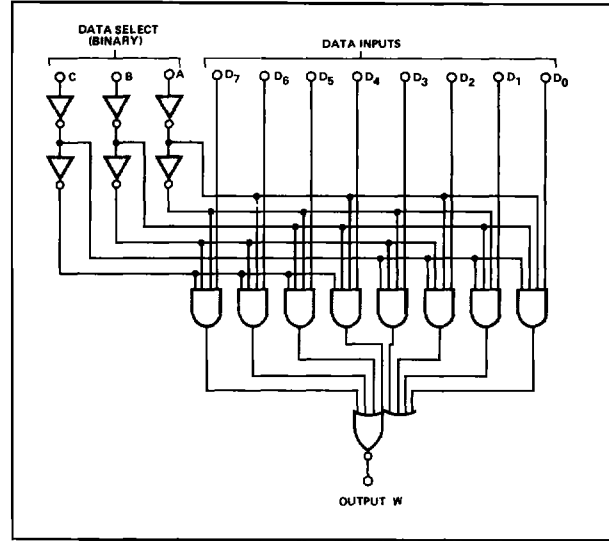 DATA SELECT
(BINARY)
DATA INPUTS
C B A D7 D6 D5 D4 D3 D2 D1 D0
OUTPUT W